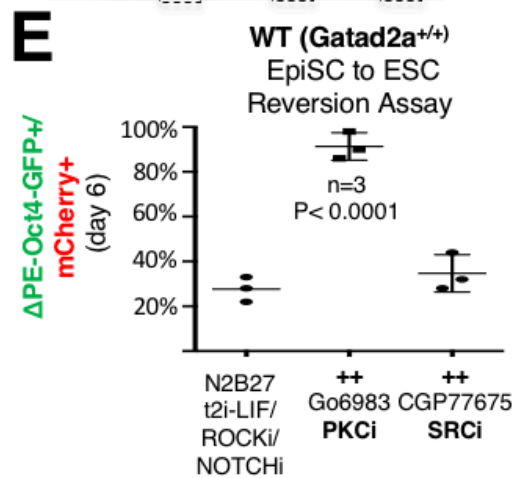 E
WT (Gatad2a+/+)
EpiSC to ESC
Reversion Assay
ΔPE-Oct4-GFP+/
mCherry+
(day 6)
100%
80%
60%
40%
20%
n=3
P< 0.0001
N2B27
t2i-LIF/
ROCKi/
NOTCHi
++
Go6983
PKCi
++
CGP77675
SRCi